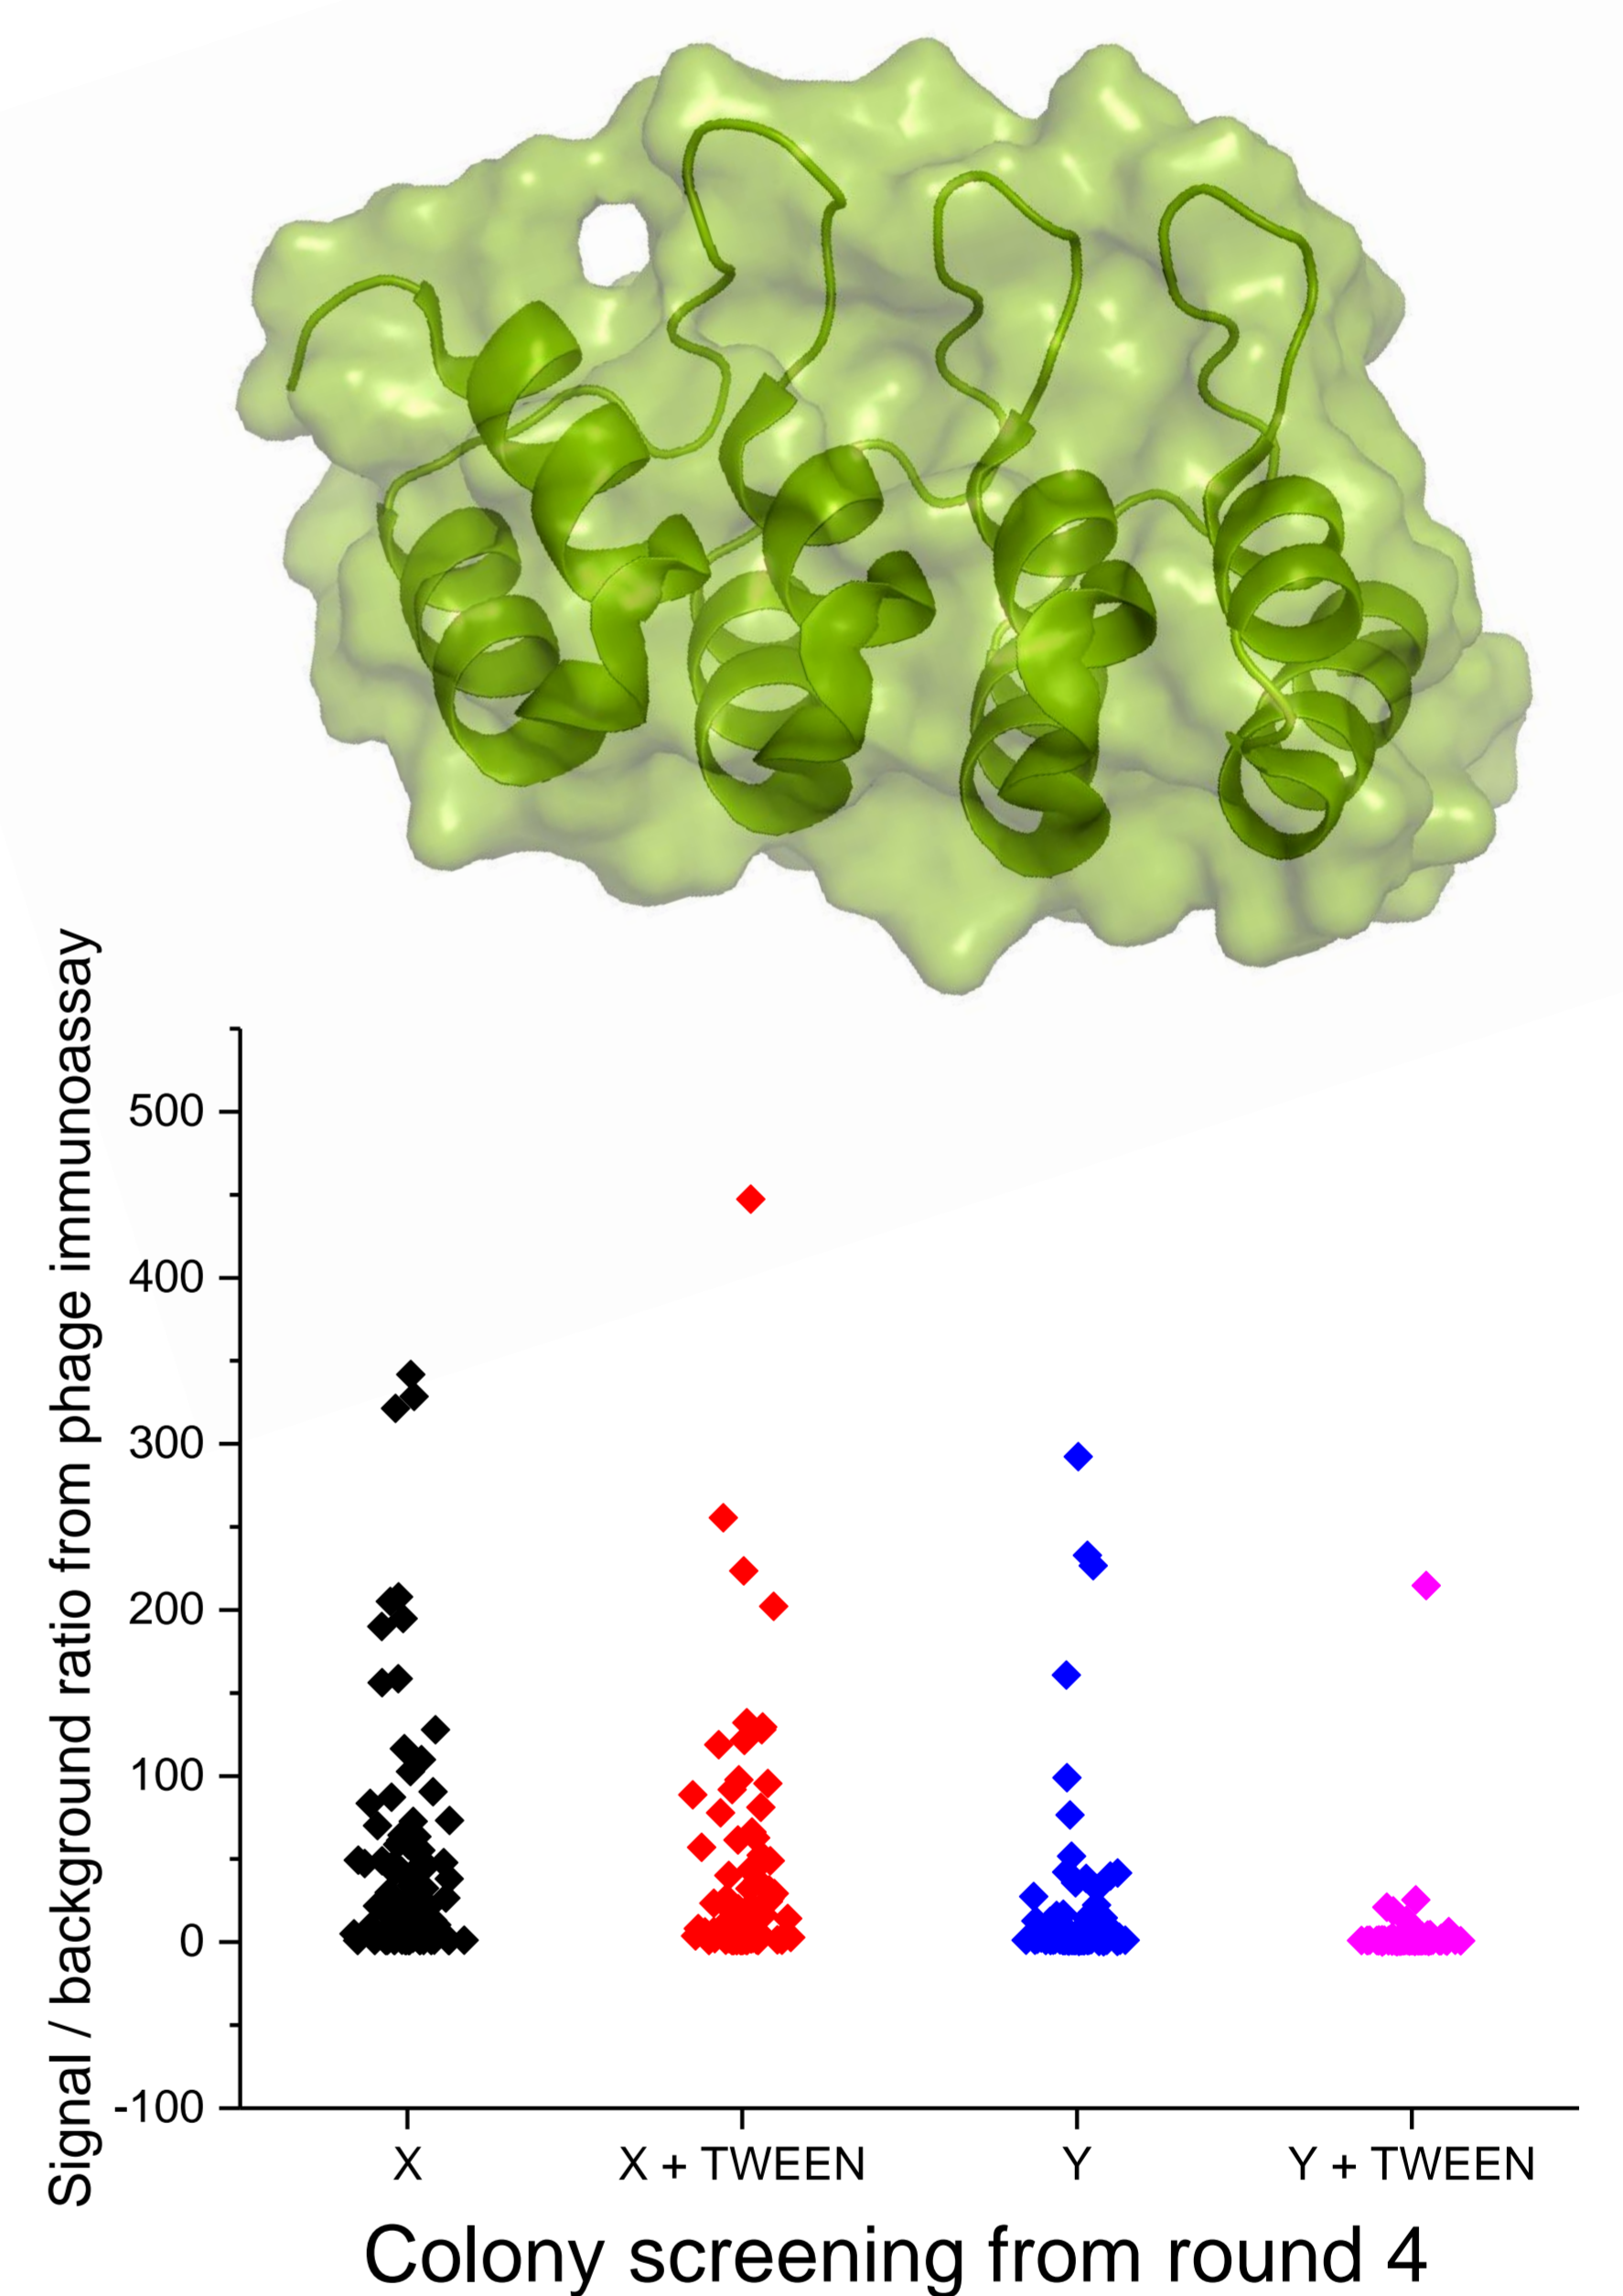 Signal / background ratio from phage immunoassay
500
400
300
200
100
0
-100
X
X + TWEEN
Y
Y + TWEEN
Colony screening from round 4